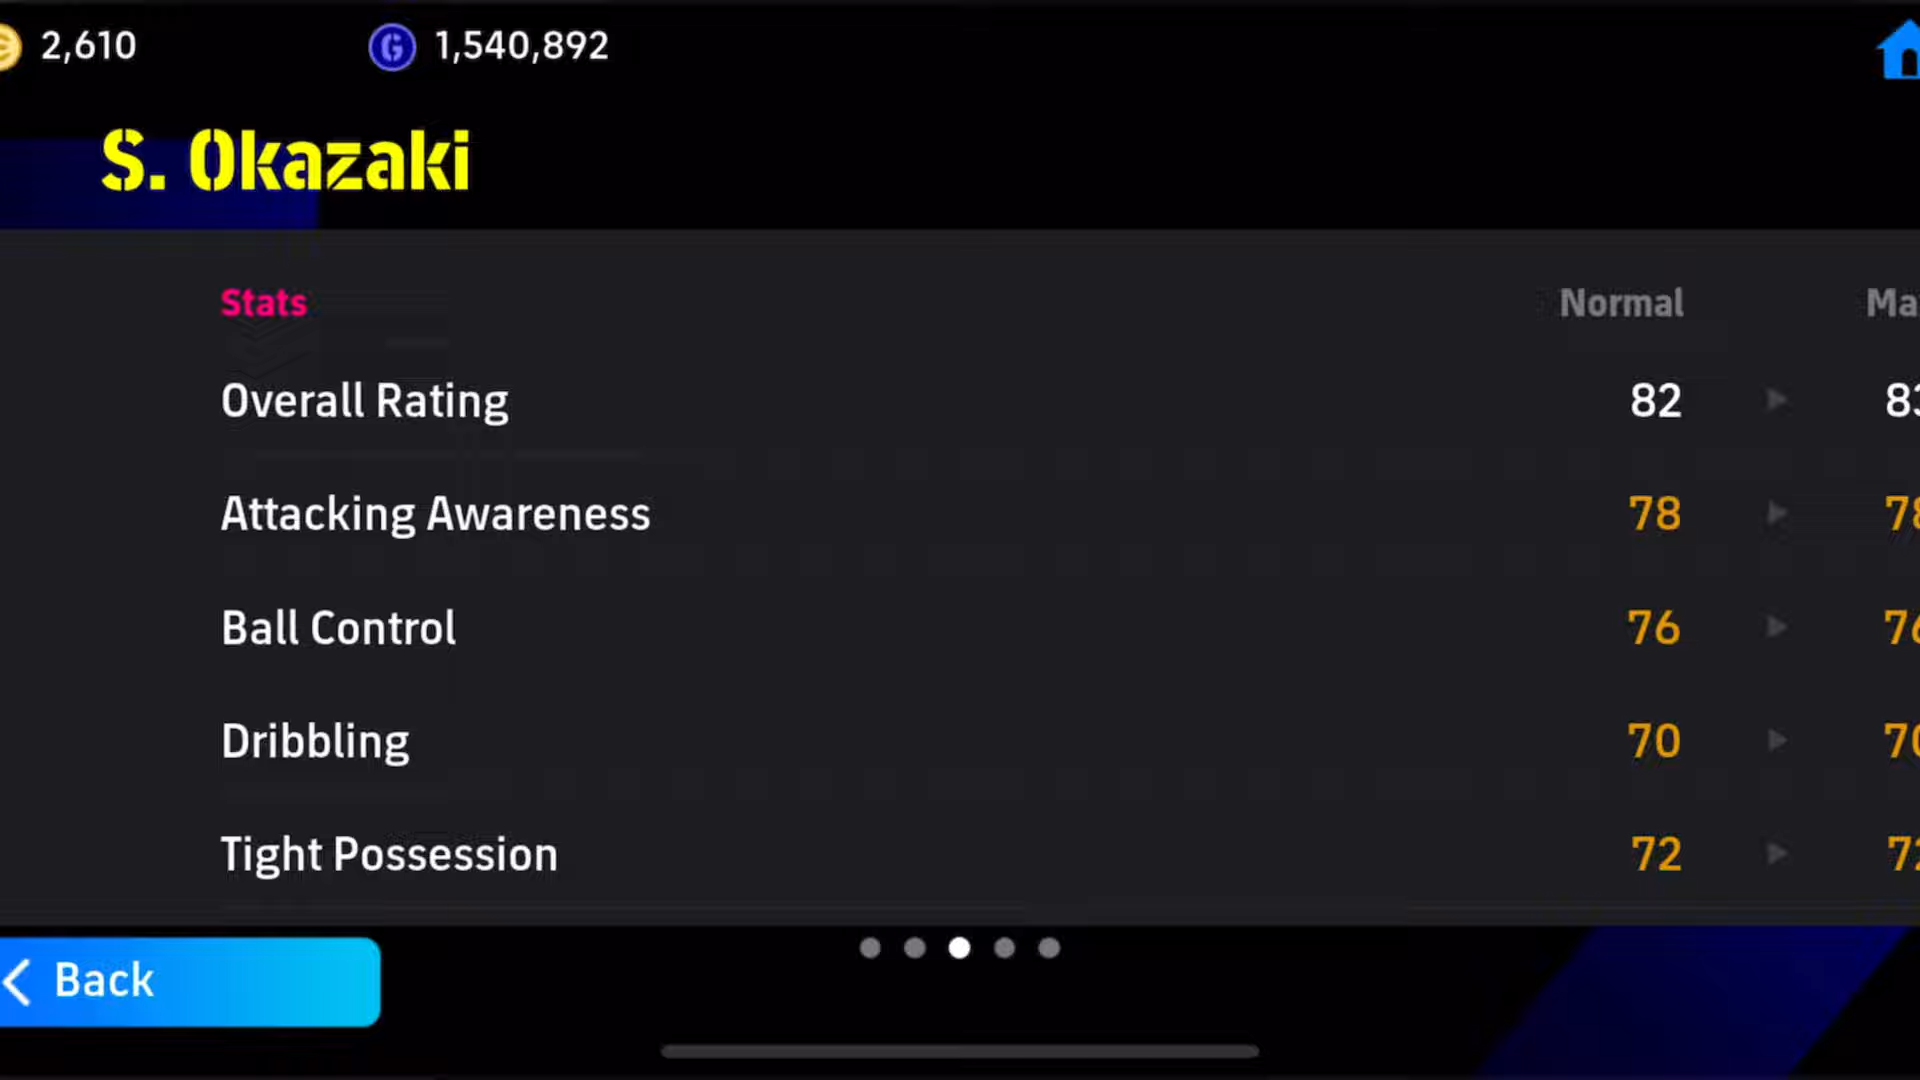 2,610 1,540,892
S. Okazaki
Stats Normal
Overall Rating 82
Attacking Awareness 78
Ball Control 76
Dribbling 70
Tight Possession 72
Back